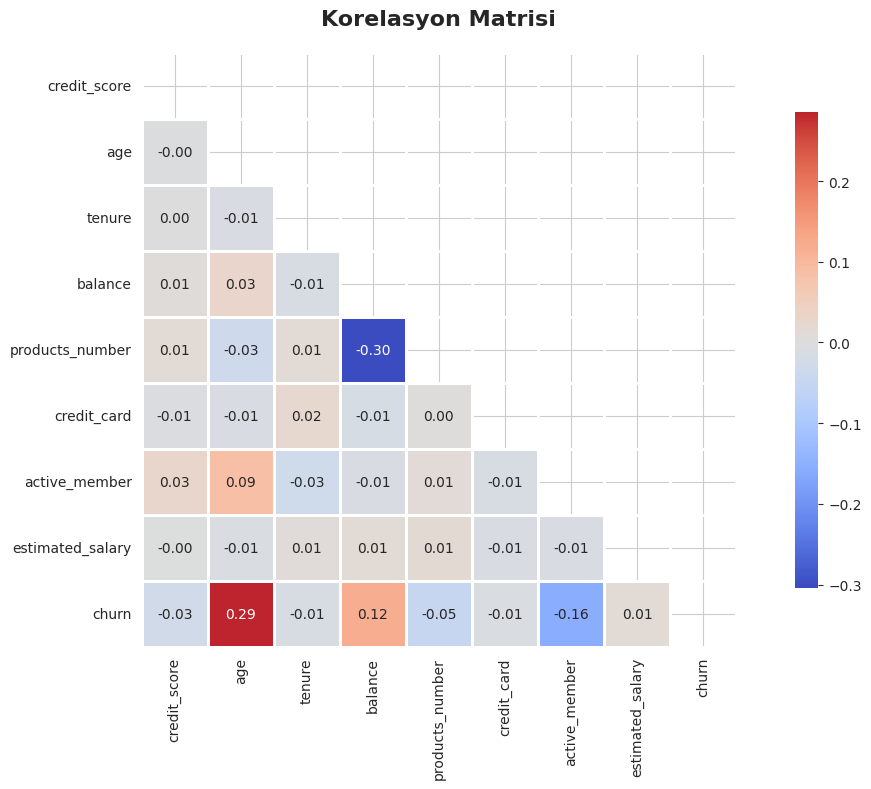 Korelasyon Matrisi
credit_score
age -0.00
tenure 0.00 -0.01
balance 0.01 0.03 -0.01
products_number 0.01 -0.03 0.01 -0.30
credit_card -0.01 -0.01 0.02 -0.01 0.00
active_member 0.03 0.09 -0.03 -0.01 0.01 -0.01
estimated_salary -0.00 -0.01 0.01 0.01 0.01 -0.01 -0.01
churn -0.03 0.29 -0.01 0.12 -0.05 -0.01 -0.16 0.01
credit_score
age
tenure
balance
products_number
credit_card
active_member
estimated_salary
churn
0.2
0.1
0.0
−0.1
−0.2
−0.3